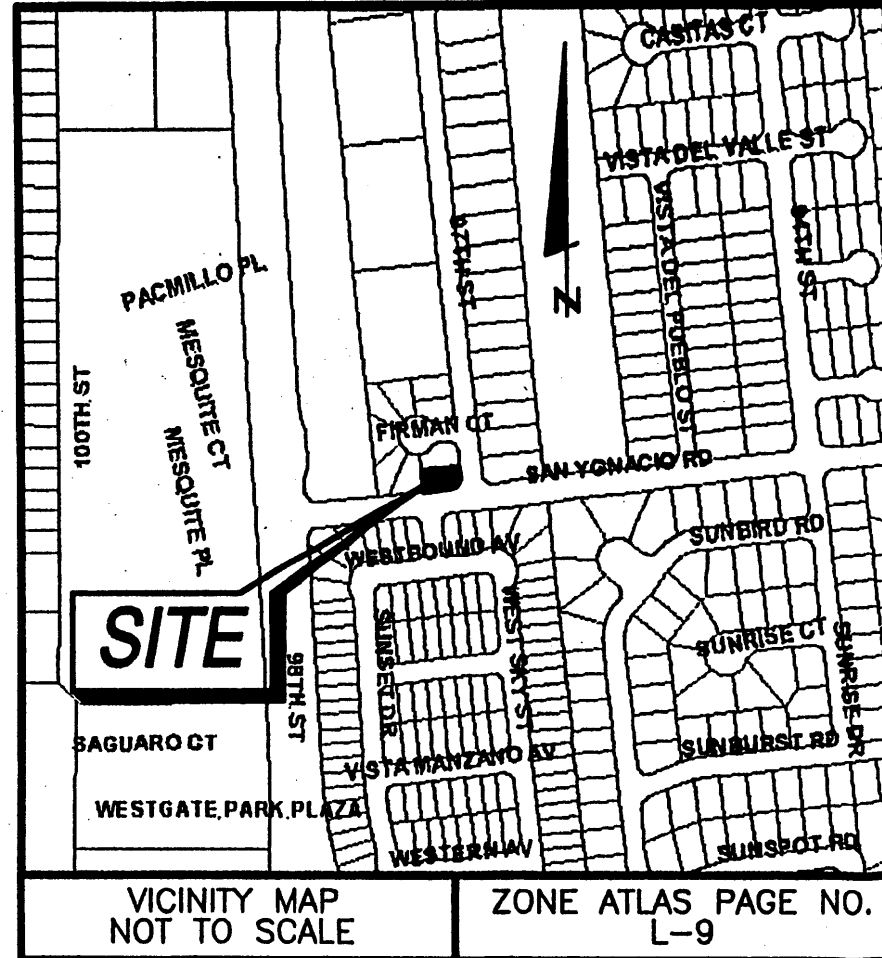 CASITAS CT
VISTA DEL VALLE ST
97TH ST
VISTA DEL PUEBLO ST
94TH ST
N
PACMILLO PL
MESQUITE CT
MESQUITE PL
100TH. ST
FIRMAN CT
SAN YGNACIO RD
WESTBOUND AV
SUNBIRD RD
SITE
98TH. ST
SUNSET DR
WEST SKY ST
SUNRISE CT
SUNRISE DR
SAGUARO CT
VISTA MANZANO AV
SUNBURST RD
WESTGATE.PARK.PLAZA
WESTERN AV
SUNSPOT RD
VICINITY MAP
NOT TO SCALE
ZONE ATLAS PAGE NO.
L-9